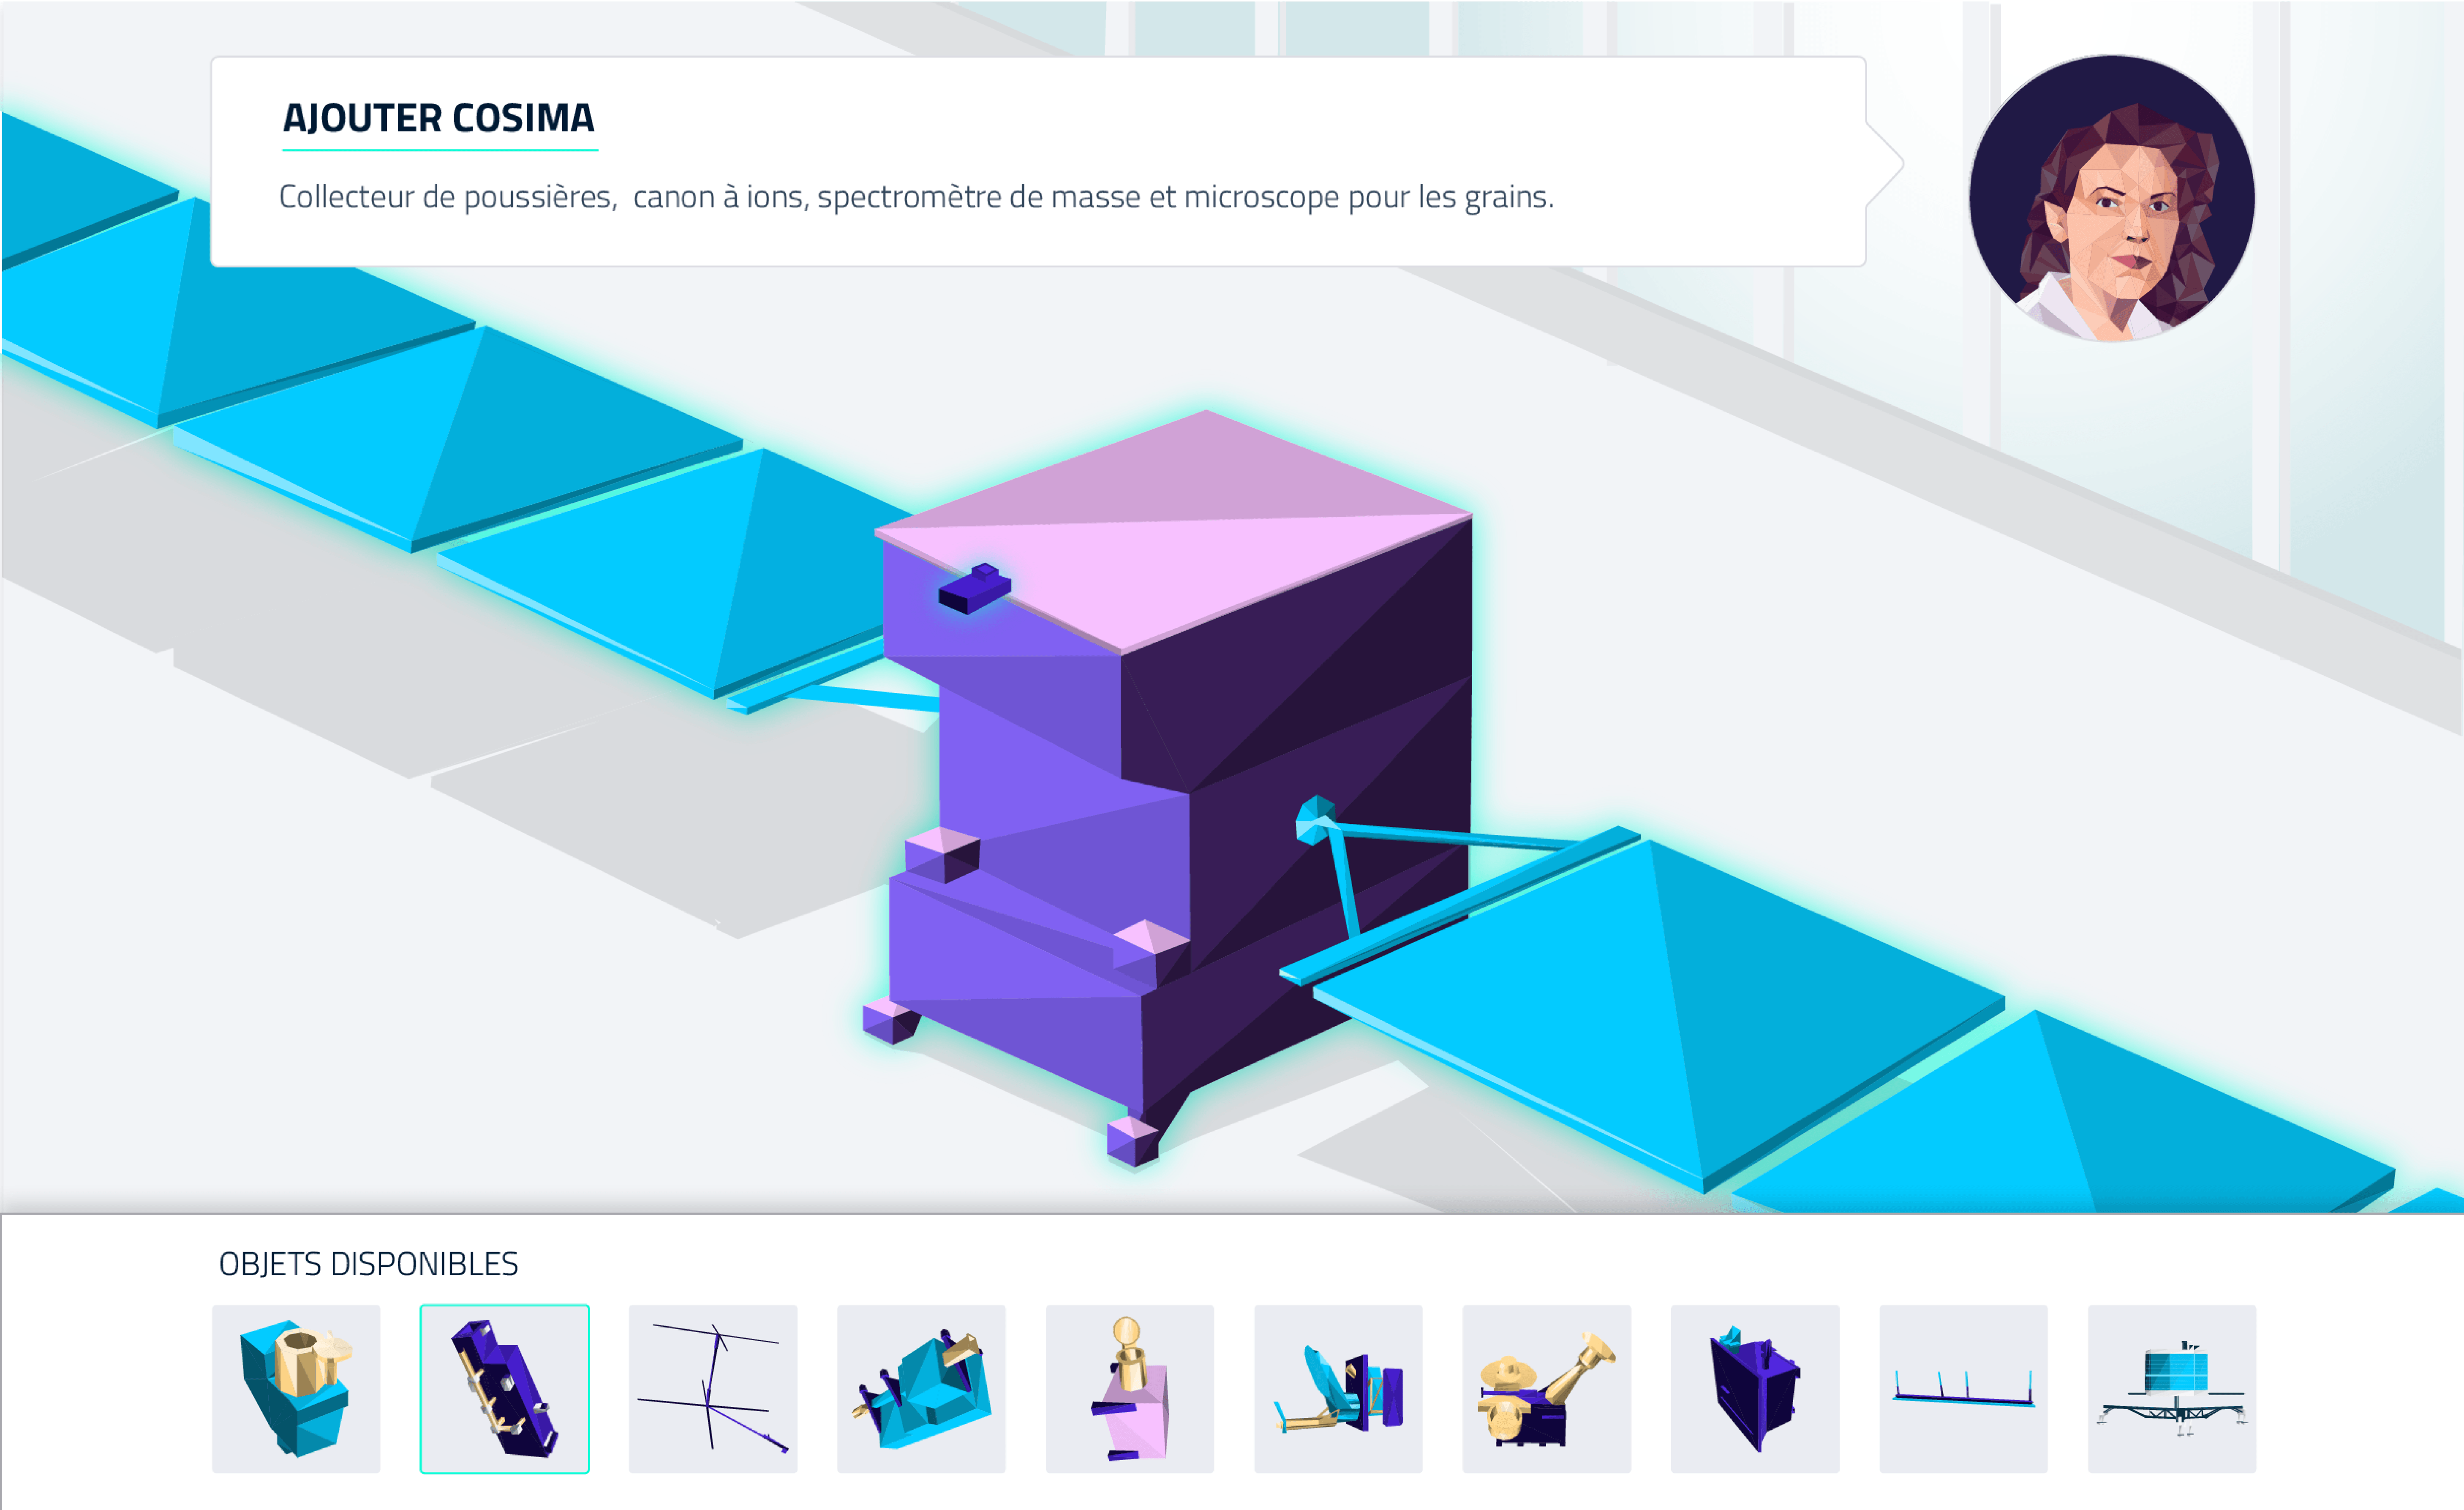 AJOUTER COSIMA
Collecteur de poussières, canon à ions, spectromètre de masse et microscope pour les grains.
OBJETS DISPONIBLES